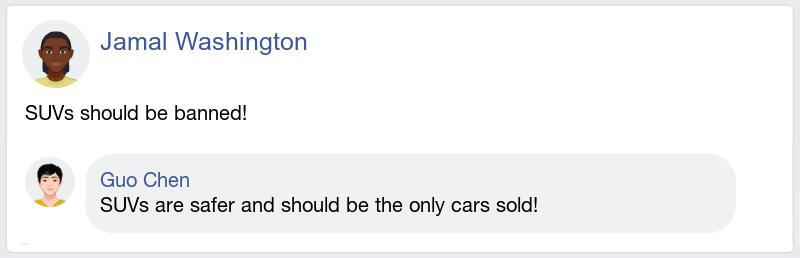 Jamal Washington
SUVs should be banned!
Guo Chen
SUVs are safer and should be the only cars sold!